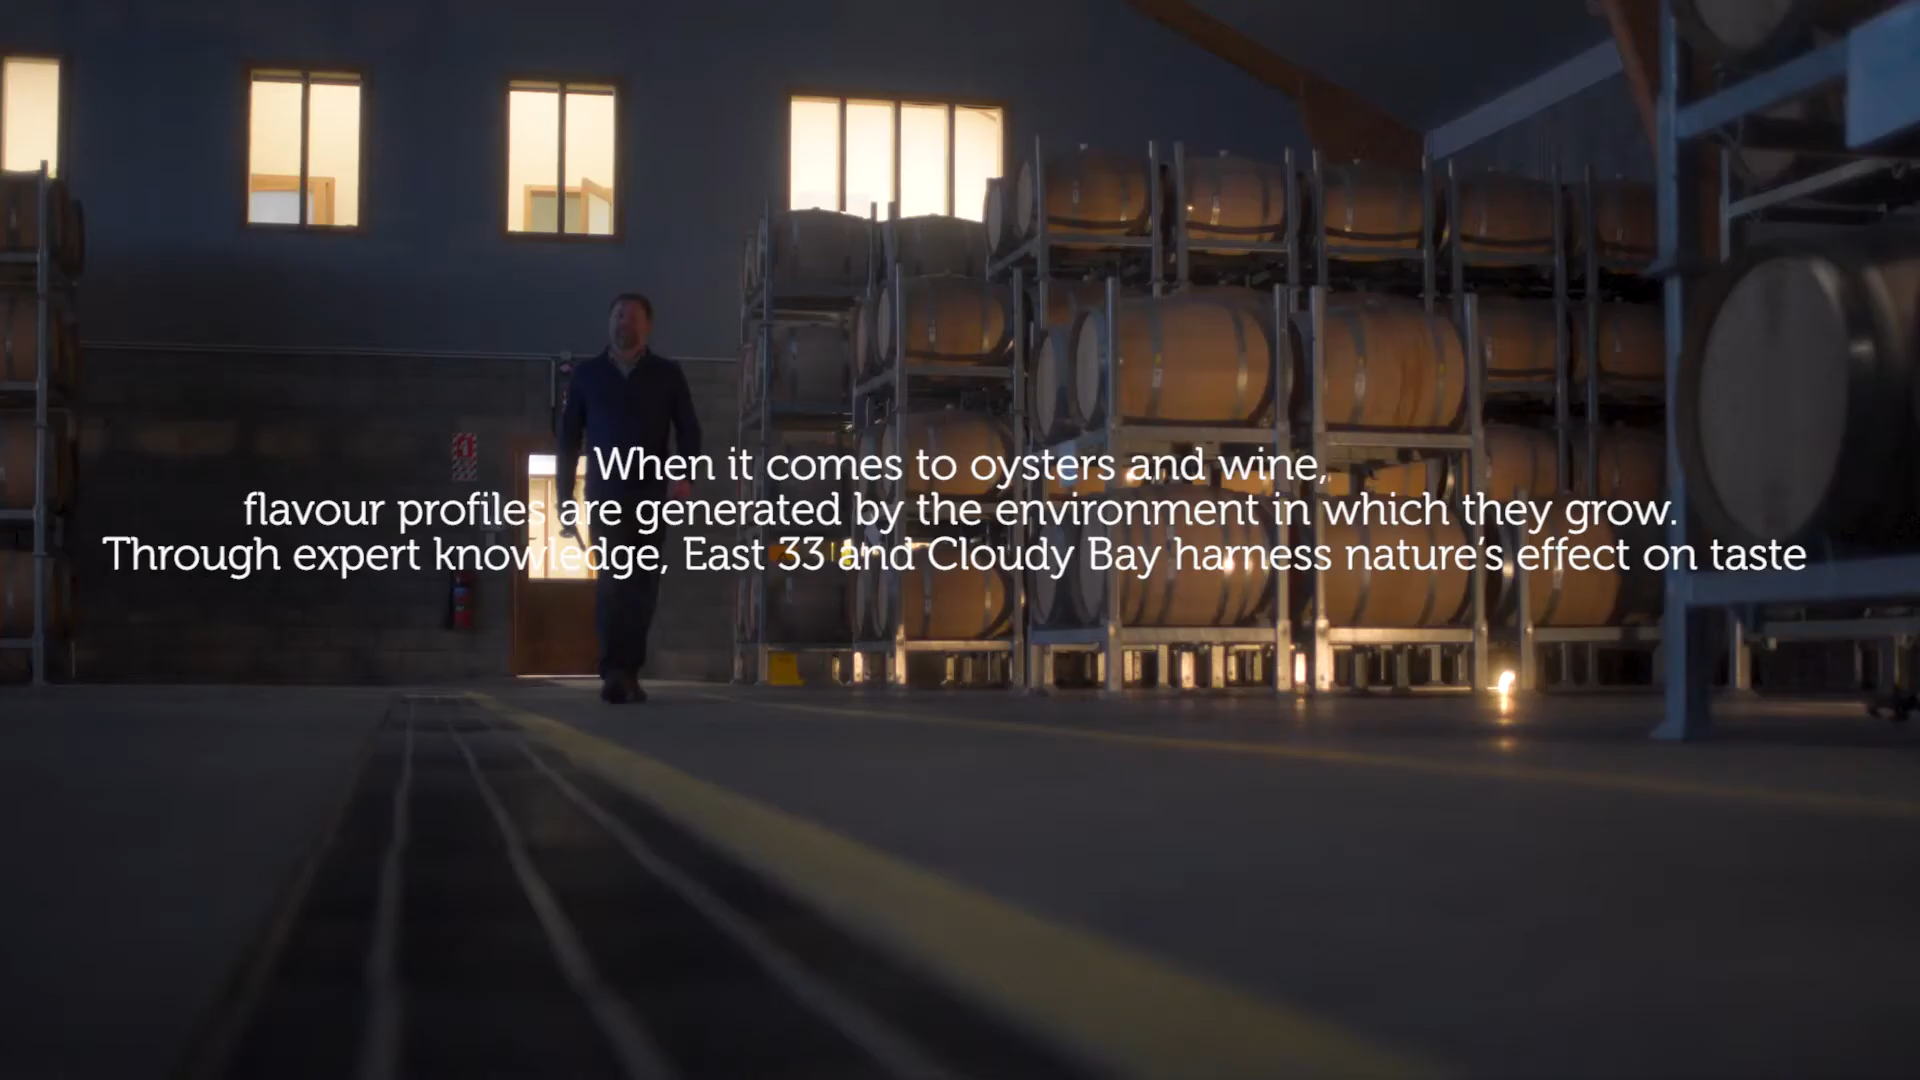 When it comes to oysters and wine,
flavour profiles are generated by the environment in which they grow.
Through expert knowledge, East 33 and Cloudy Bay harness nature's effect on taste